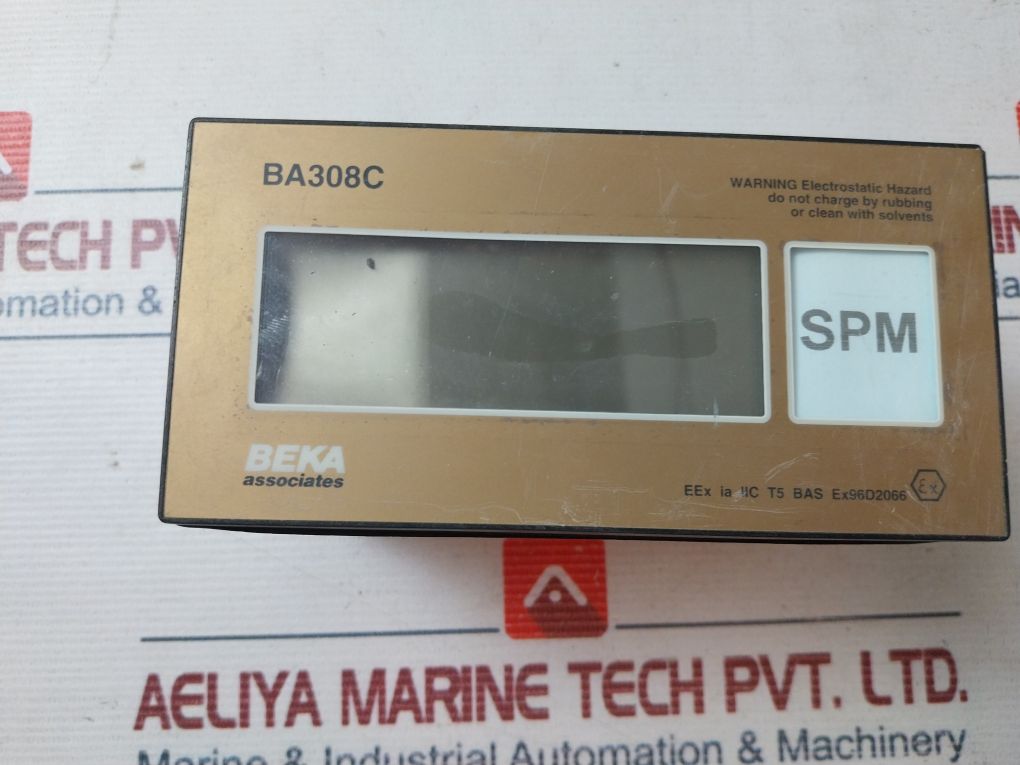 BA308C
WARNING Electrostatic Hazard
do not charge by rubbing
or clean with solvents
SPM
BEKA
associates
EEx ia IIC T5 BAS Ex96D2066 Ex
TECH
AELIYA MARINE TECH PVT. LTD.
Marine & Industrial Automation & Machinery